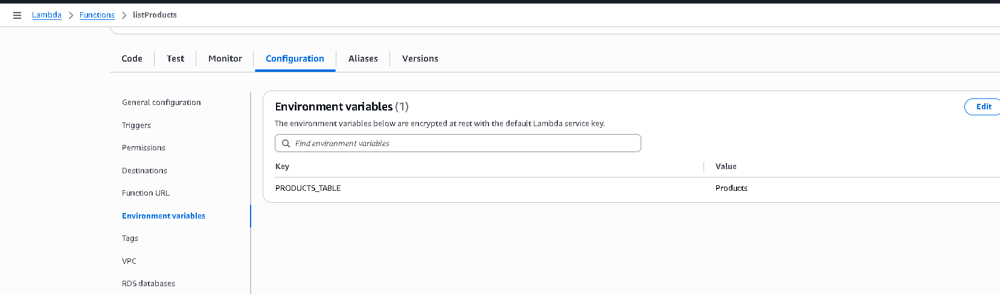 Lambda > Functions > listProducts
Code Test Monitor Configuration Aliases Versions
General configuration
Triggers
Permissions
Destinations
Function URL
Environment variables
Tags
VPC
RDS databases
Environment variables (1)
Edit
The environment variables below are encrypted at rest with the default Lambda service key.
Find environment variables
Key Value
PRODUCTS_TABLE Products